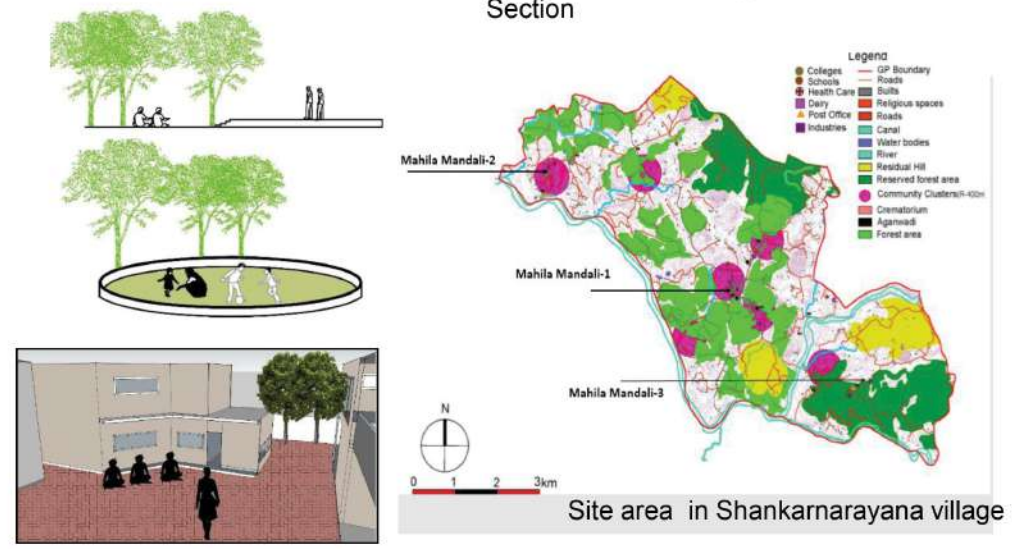 Section
Legend
Colleges
Schools
Health Care
Dairy
Post Office
Industries
GP Boundary
Roads
Builts
Religious spaces
Roads
Canal
Water bodies
River
Residual Hill
Reserved forest area
Community Clusters(R-400m
Crematorium
Aganwadi
Forest area
Mahila Mandali-2
Mahila Mandali-1
Mahila Mandali-3
N
0 1 2 3km
Site area in Shankarnarayana village